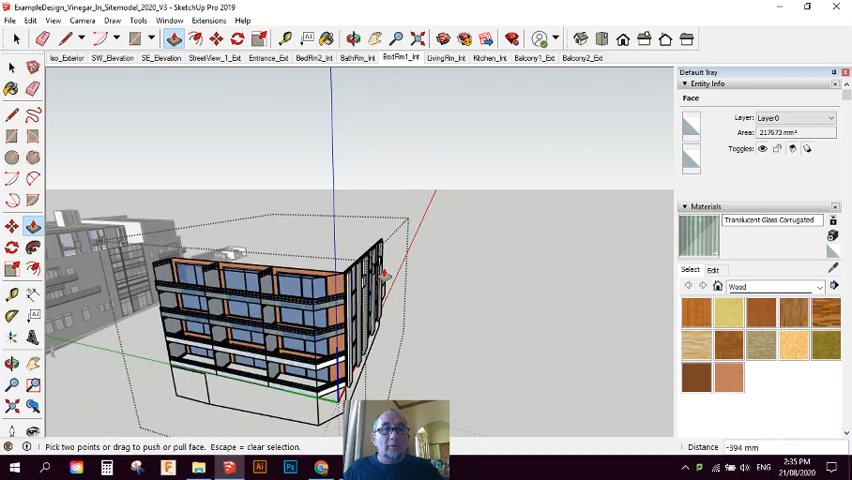 ExampleDesign_Vinegar_In_Sitemodel_2020_V3 - SketchUp Pro 2019
File Edit View Camera Draw Tools Window Extensions Help
Iso_Exterior SW_Elevation SE_Elevation StreetView_1_Ext Entrance_Ext BedRm2_Int BathRm_Int BedRm1_Int LivingRm_Int Kitchen_Int Balcony1_Ext Balcony2_Ext
Default Tray
Entity Info
Face
Layer: Layer0
Area: 217673 mm²
Toggles:
Materials
Translucent Glass Corrugated
Select Edit
Wood
Pick two points or drag to push or pull face. Escape = clear selection.
Distance -394 mm
ENG
2:35 PM
21/08/2020